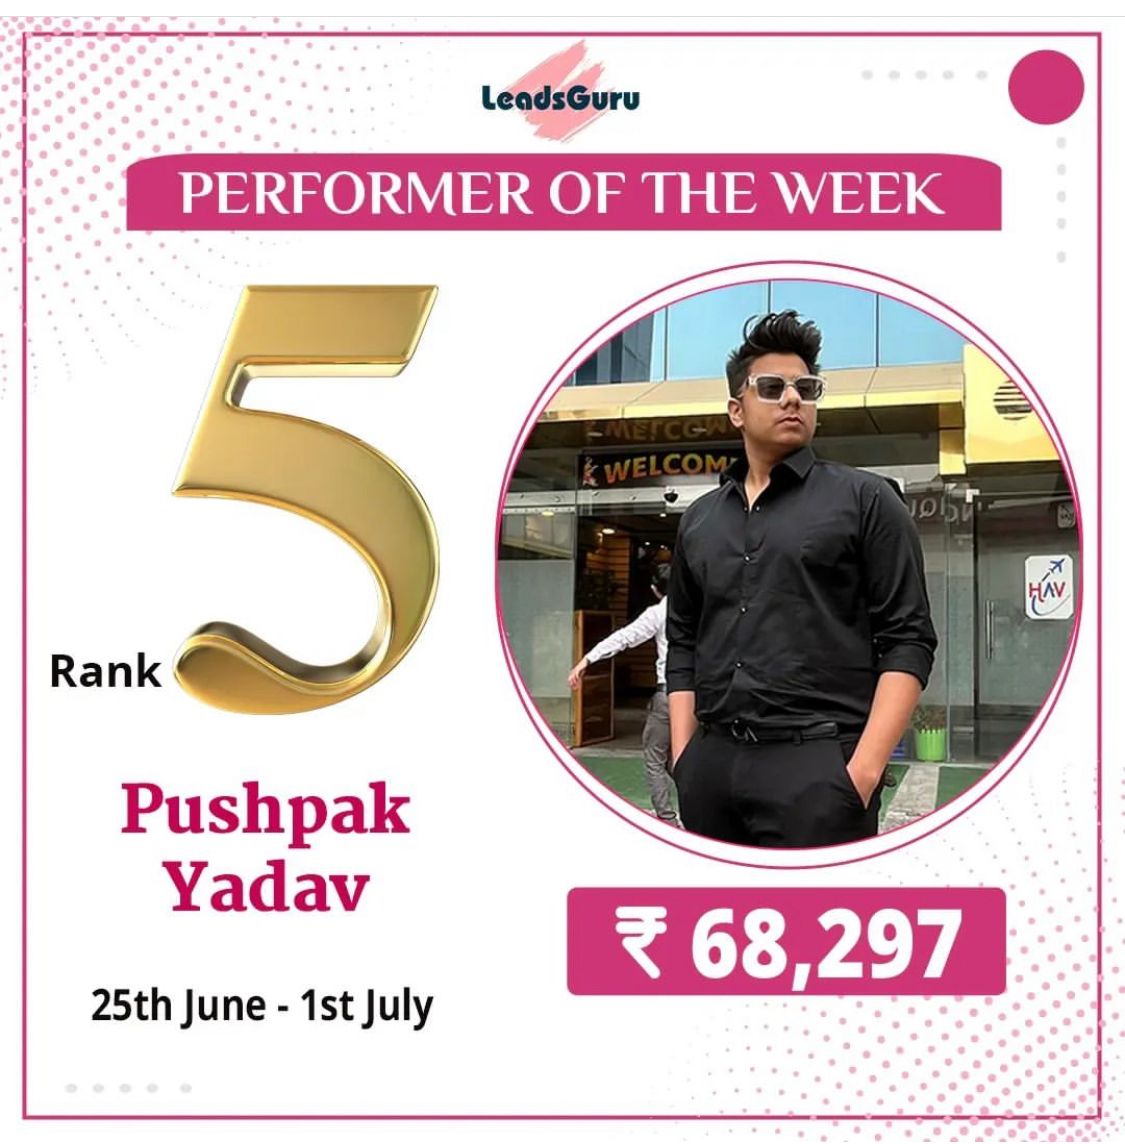 LeadsGuru
PERFORMER OF THE WEEK
5
Rank
WELCOM
HAV
Pushpak
Yadav
₹ 68,297
25th June - 1st July